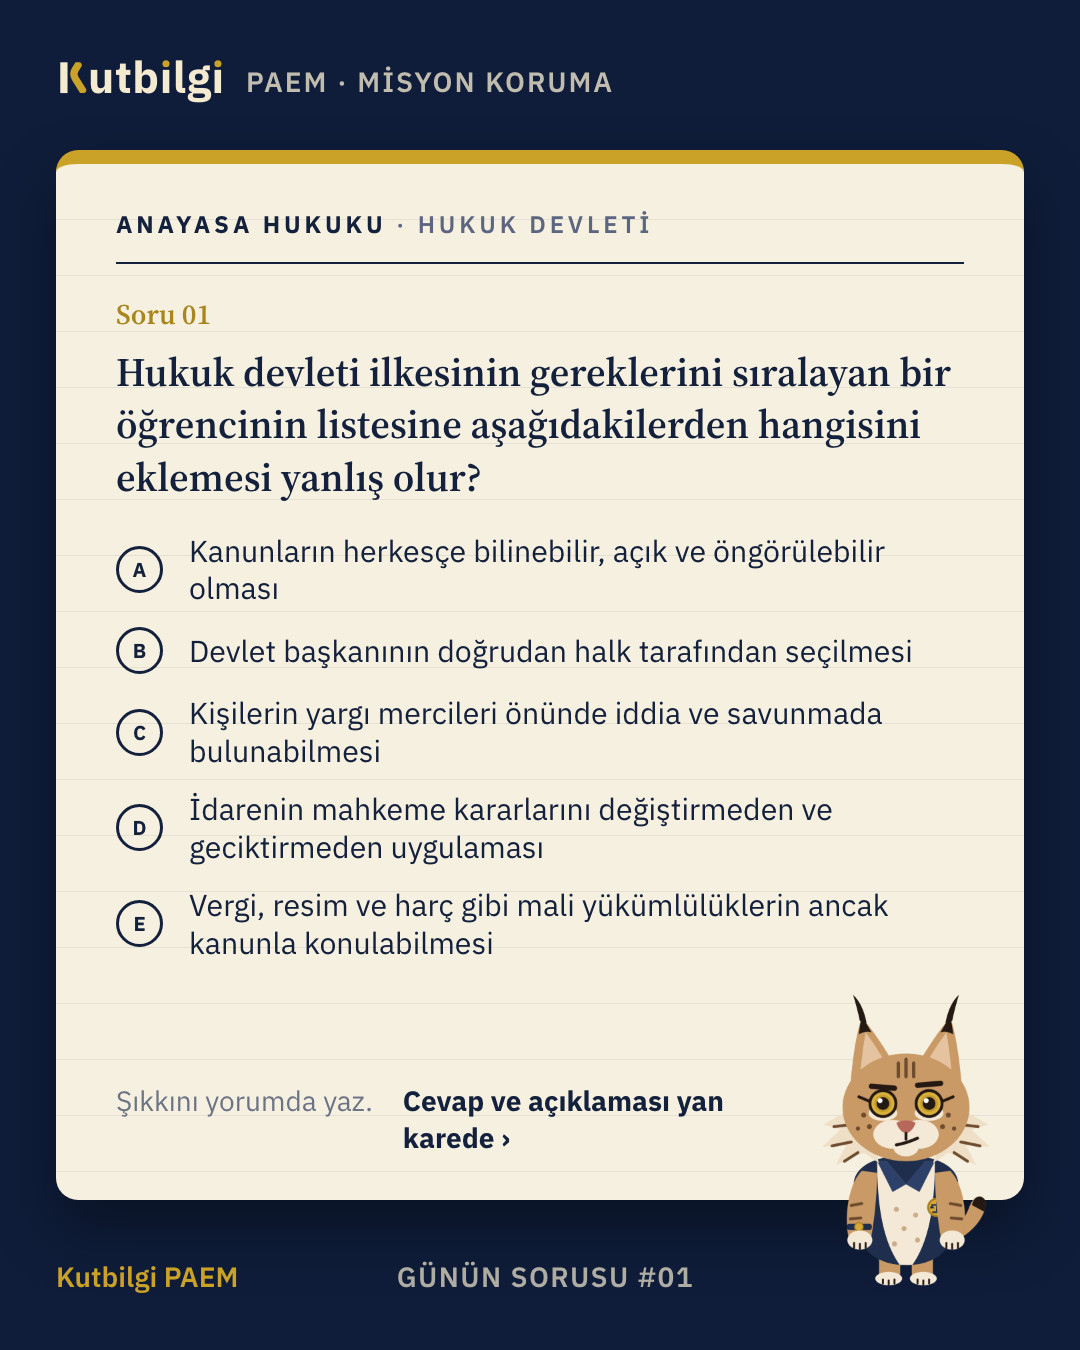 Kutbilgi PAEM · MİSYON KORUMA
ANAYASA HUKUKU · HUKUK DEVLETİ
Soru 01
Hukuk devleti ilkesinin gereklerini sıralayan bir
öğrencinin listesine aşağıdakilerden hangisini
eklemesi yanlış olur?
A Kanunların herkesçe bilinebilir, açık ve öngörülebilir
olması
B Devlet başkanının doğrudan halk tarafından seçilmesi
C Kişilerin yargı mercileri önünde iddia ve savunmada
bulunabilmesi
D İdarenin mahkeme kararlarını değiştirmeden ve
geciktirmeden uygulaması
E Vergi, resim ve harç gibi mali yükümlülüklerin ancak
kanunla konulabilmesi
Şıkkını yorumda yaz. Cevap ve açıklaması yan
karede ›
Kutbilgi PAEM GÜNÜN SORUSU #01